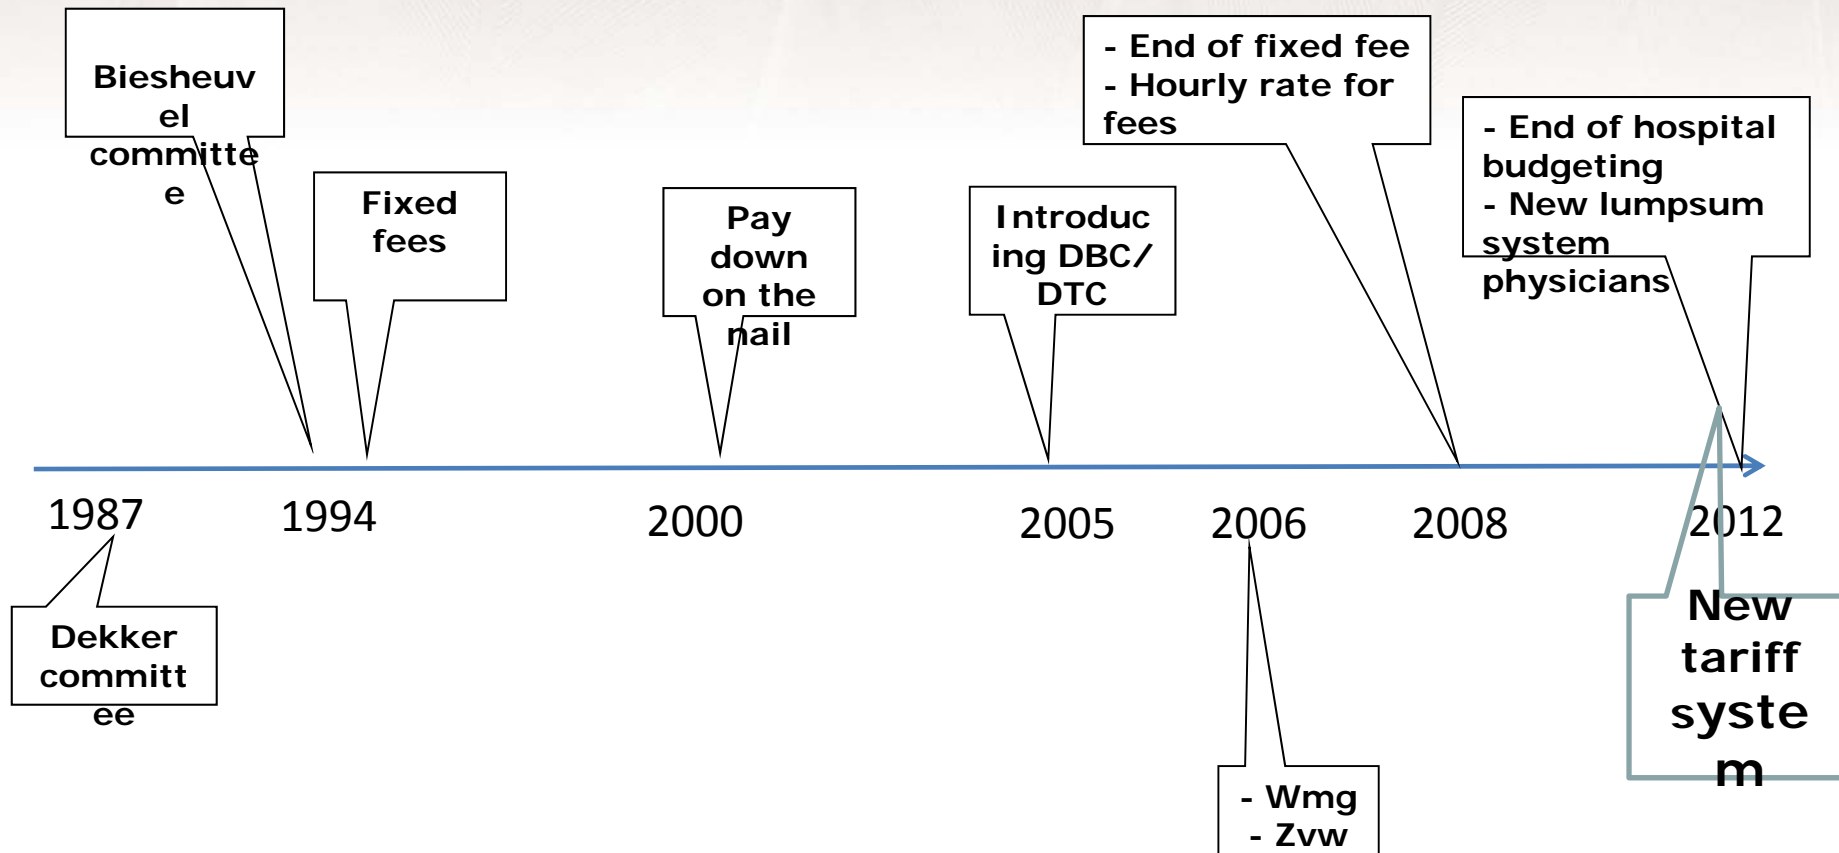 Biesheuv
el
committe
e
Fixed
fees
Pay
down
on the
nail
Introduc
ing DBC/
DTC
- End of fixed fee
- Hourly rate for
fees
- End of hospital
budgeting
- New lumpsum
system
physicians
1987
1994
2000
2005
2006
2008
2012
Dekker
committ
ee
- Wmg
- Zvw
New
tariff
syste
m